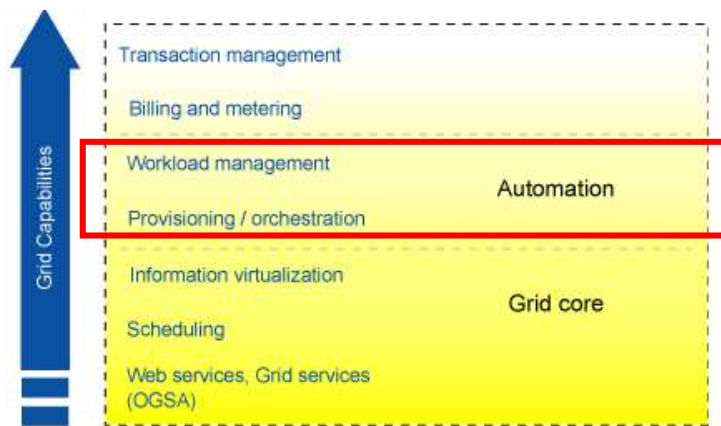 Grid Capabilities
Transaction management
Billing and metering
Workload management
Automation
Provisioning / orchestration
Information virtualization
Grid core
Scheduling
Web services, Grid services
(OGSA)